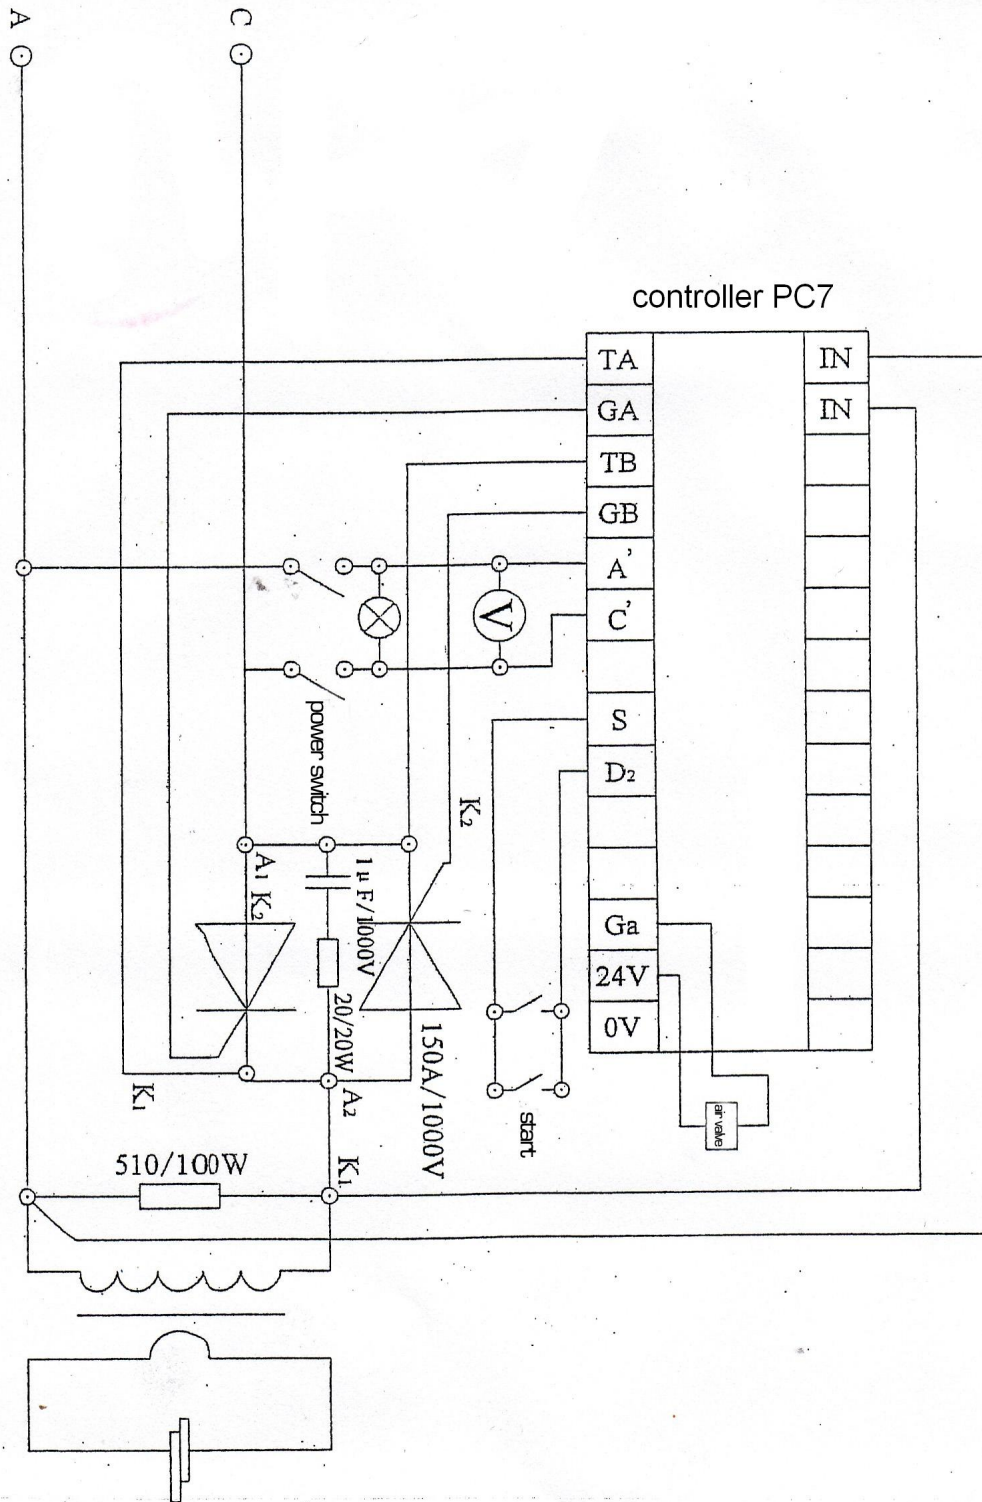 A
C
controller PC7
TA
GA
TB
GB
A'
C'
S
D₂
Ga
24V
0V
IN
IN
V
power switch
K₂
A₁ K₂
1μF/1000V
20/20W
150A/1000V
A₂
K₁
K₁
start
air valve
510/100W